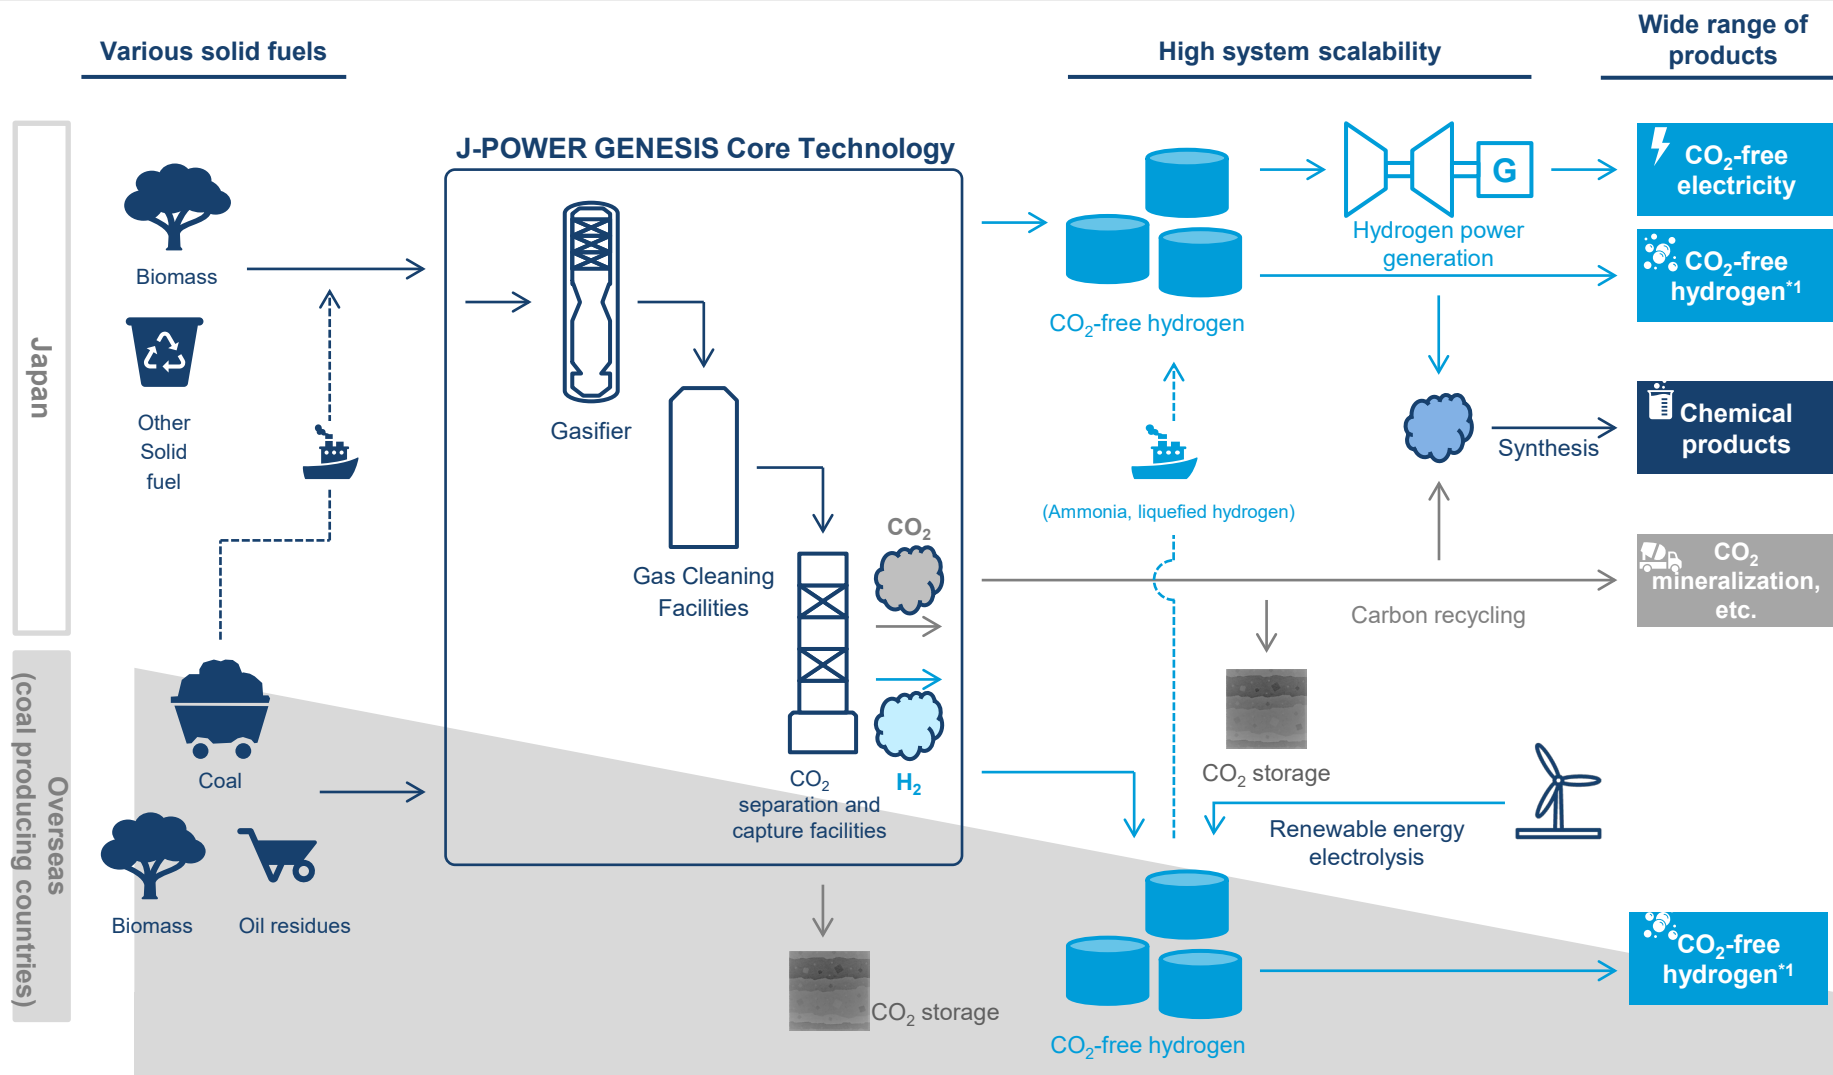 Various solid fuels
High system scalability
Wide range of
products
Japan
Overseas
(coal producing countries)
Biomass
Other
Solid
fuel
Coal
Biomass
Oil residues
J-POWER GENESIS Core Technology
Gasifier
Gas Cleaning
Facilities
CO2
H2
CO2
separation and
capture facilities
CO2 storage
CO2-free hydrogen
G
Hydrogen power
generation
(Ammonia, liquefied hydrogen)
Synthesis
Carbon recycling
CO2 storage
Renewable energy
electrolysis
CO2-free hydrogen
CO2-free
electricity
CO2-free
hydrogen*1
Chemical
products
CO2
mineralization,
etc.
CO2-free
hydrogen*1